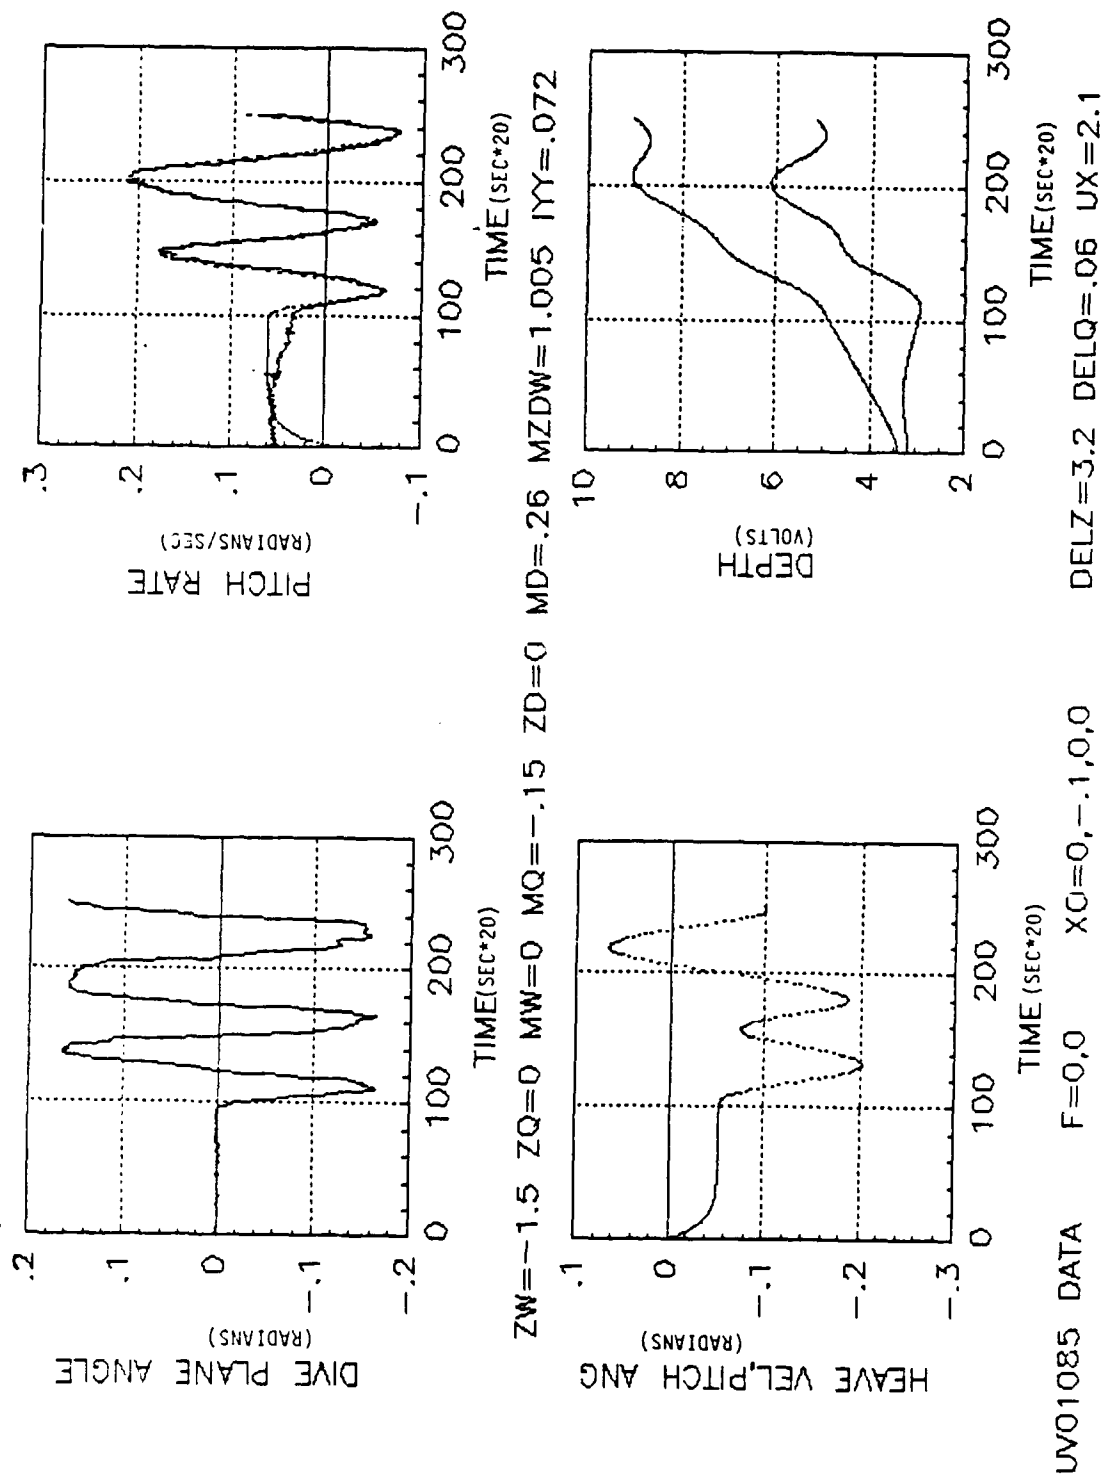 DIVE PLANE ANGLE
(RADIANS)
.2
.1
0
-.1
-.2
0 100 200 300
TIME(SEC*20)
PITCH RATE
(RADIANS/SEC)
.3
.2
.1
0
-.1
0 100 200 300
TIME(SEC*20)
ZW=-1.5 ZQ=0 MW=0 MQ=-.15 ZD=0 MD=.26 MZDW=1.005 IYY=.072
HEAVE VEL,PITCH ANG
(RADIANS)
.1
0
-.1
-.2
-.3
0 100 200 300
TIME(SEC*20)
DEPTH
(VOLTS)
10
8
6
4
2
0 100 200 300
TIME(SEC*20)
UV01085 DATA F=0,0 XO=0,-.1,0,0 DELZ=3.2 DELQ=.06 UX=2.1